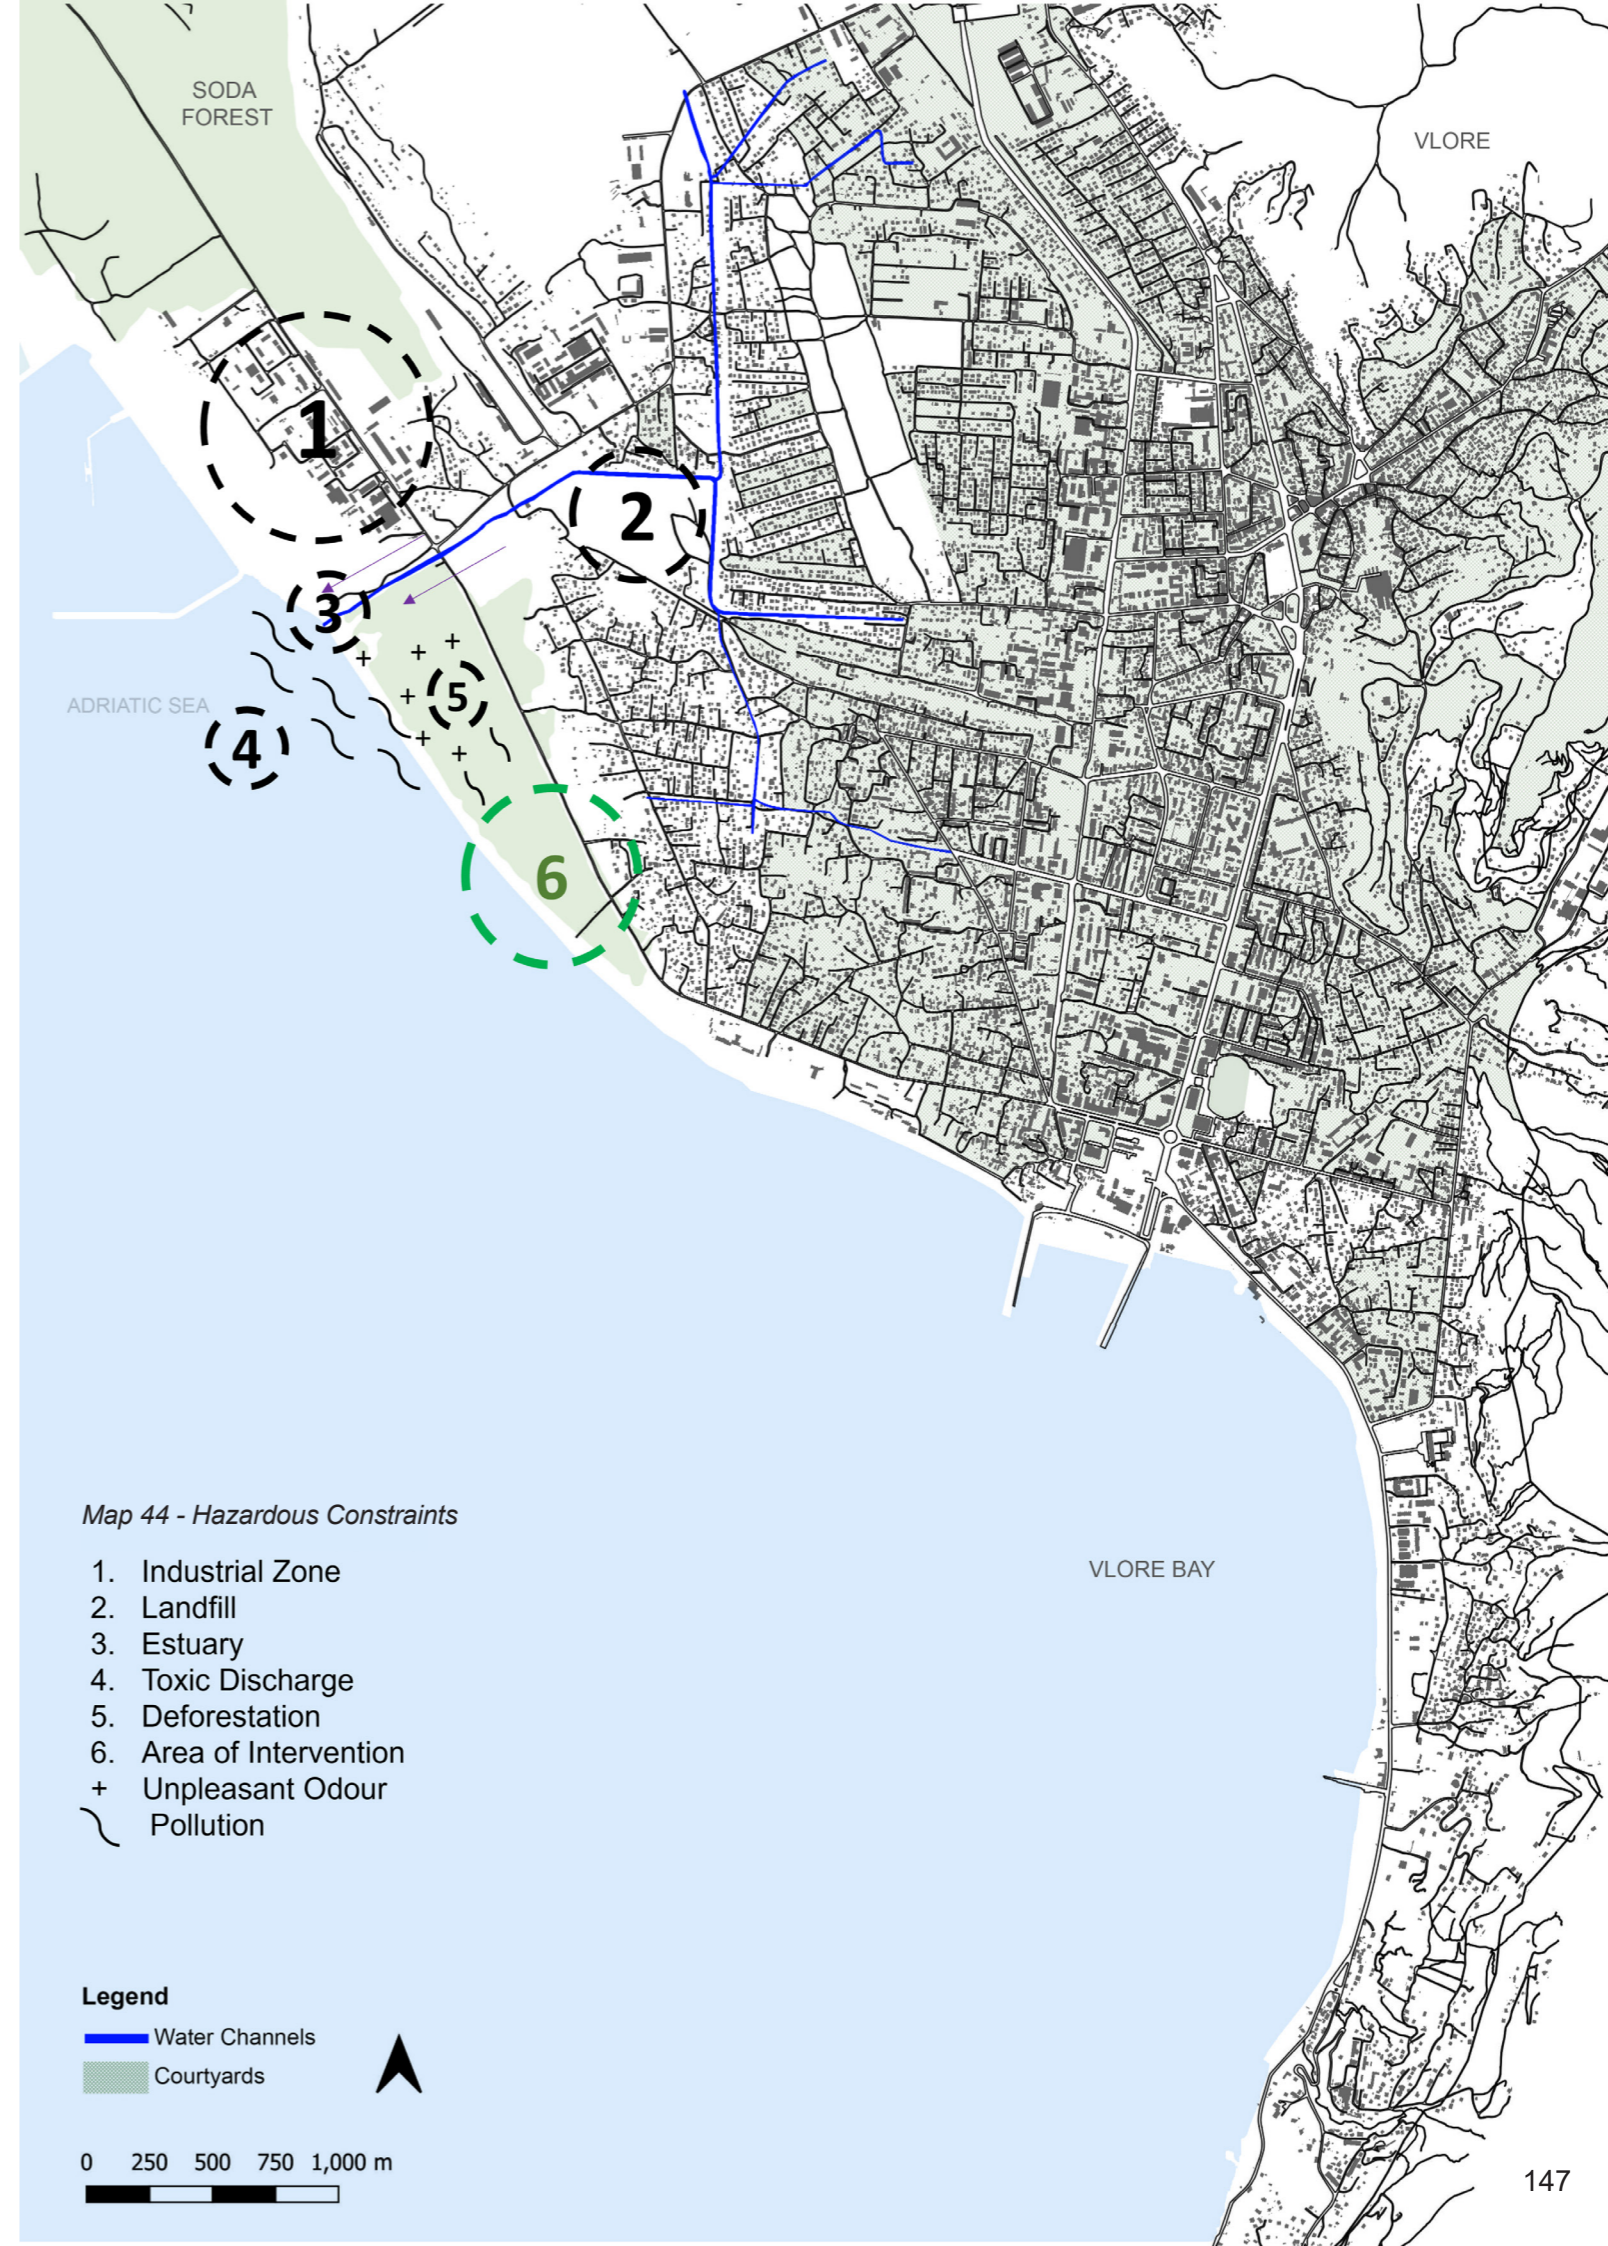 SODA
FOREST
VLORE
1
2
3
ADRIATIC SEA
4
5
6
Map 44 - Hazardous Constraints
1. Industrial Zone
2. Landfill
3. Estuary
4. Toxic Discharge
5. Deforestation
6. Area of Intervention
+ Unpleasant Odour
Pollution
VLORE BAY
Legend
Water Channels
Courtyards
0 250 500 750 1,000 m
147